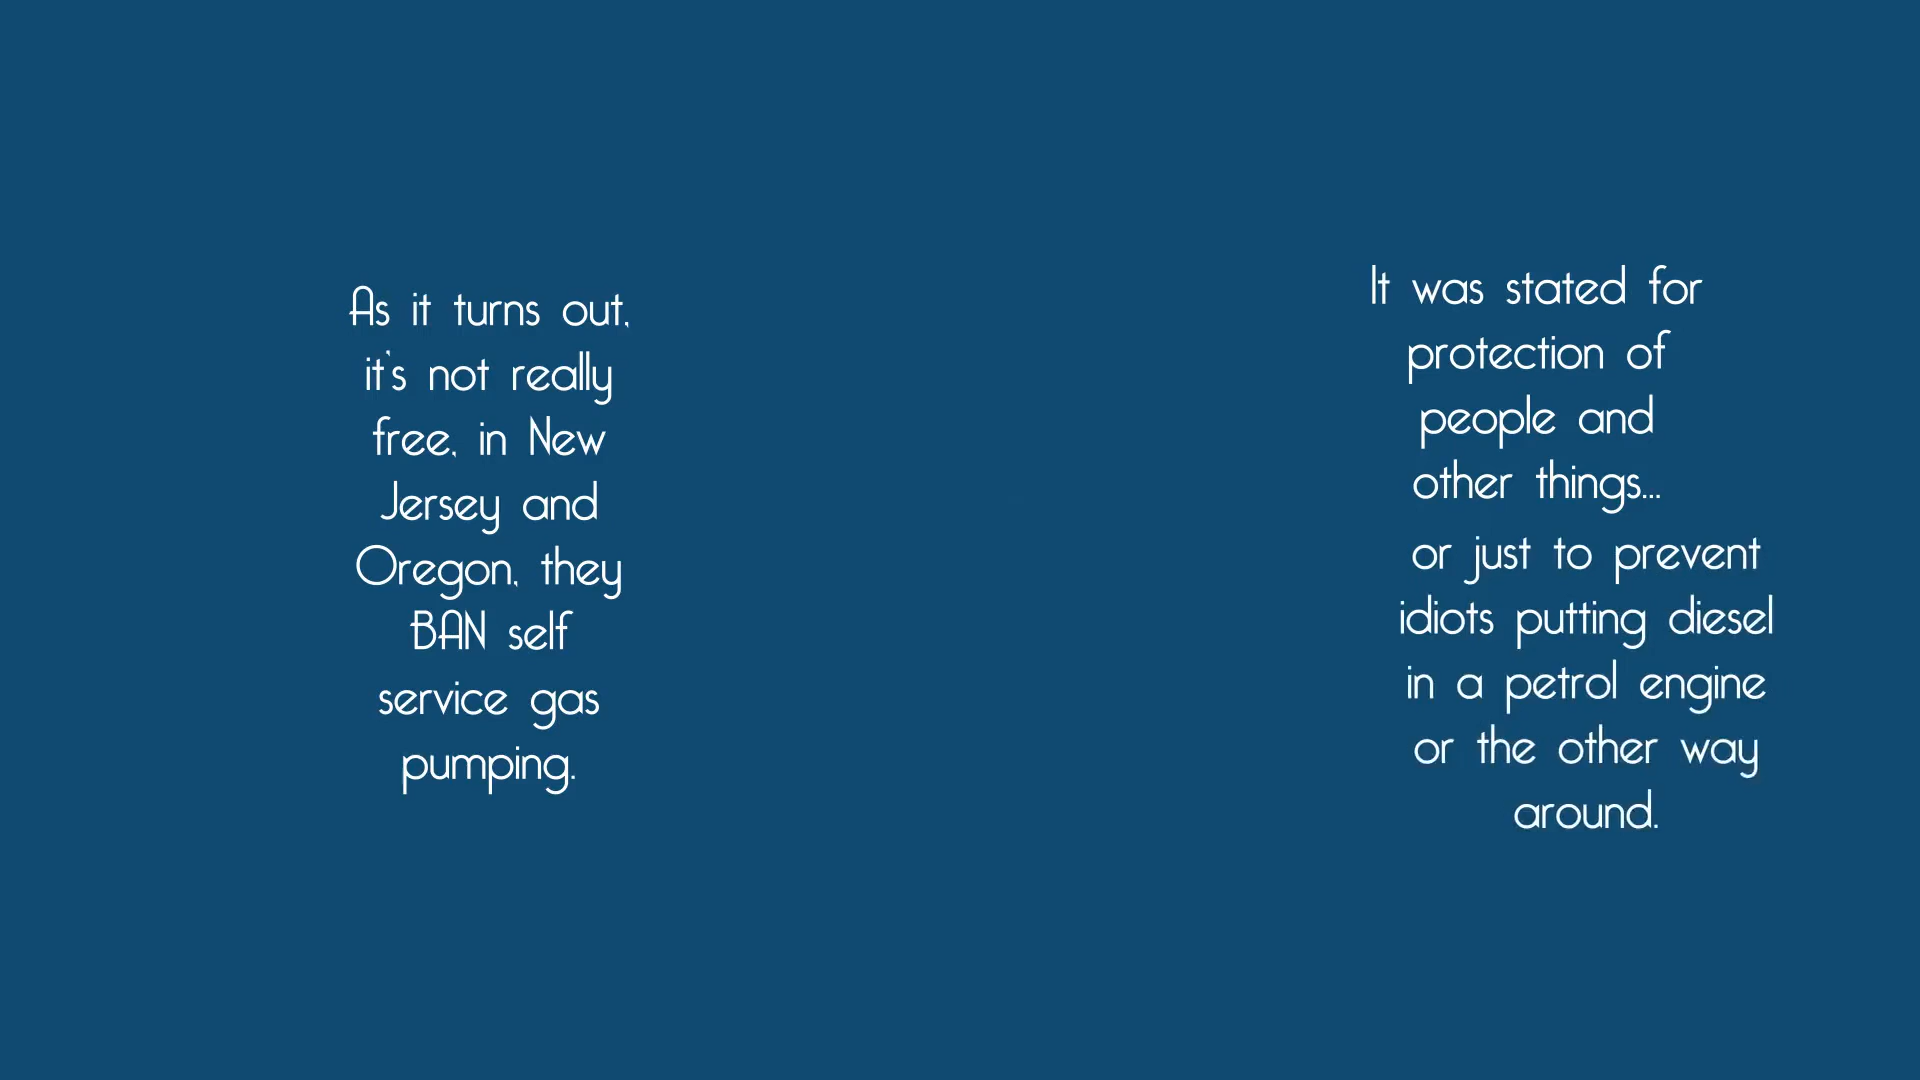 As it turns out,
it's not really
free, in New
Jersey and
Oregon, they
BAN self
service gas
pumping.
It was stated for
protection of
people and
other things...
or just to prevent
idiots putting diesel
in a petrol engine
or the other way
around.